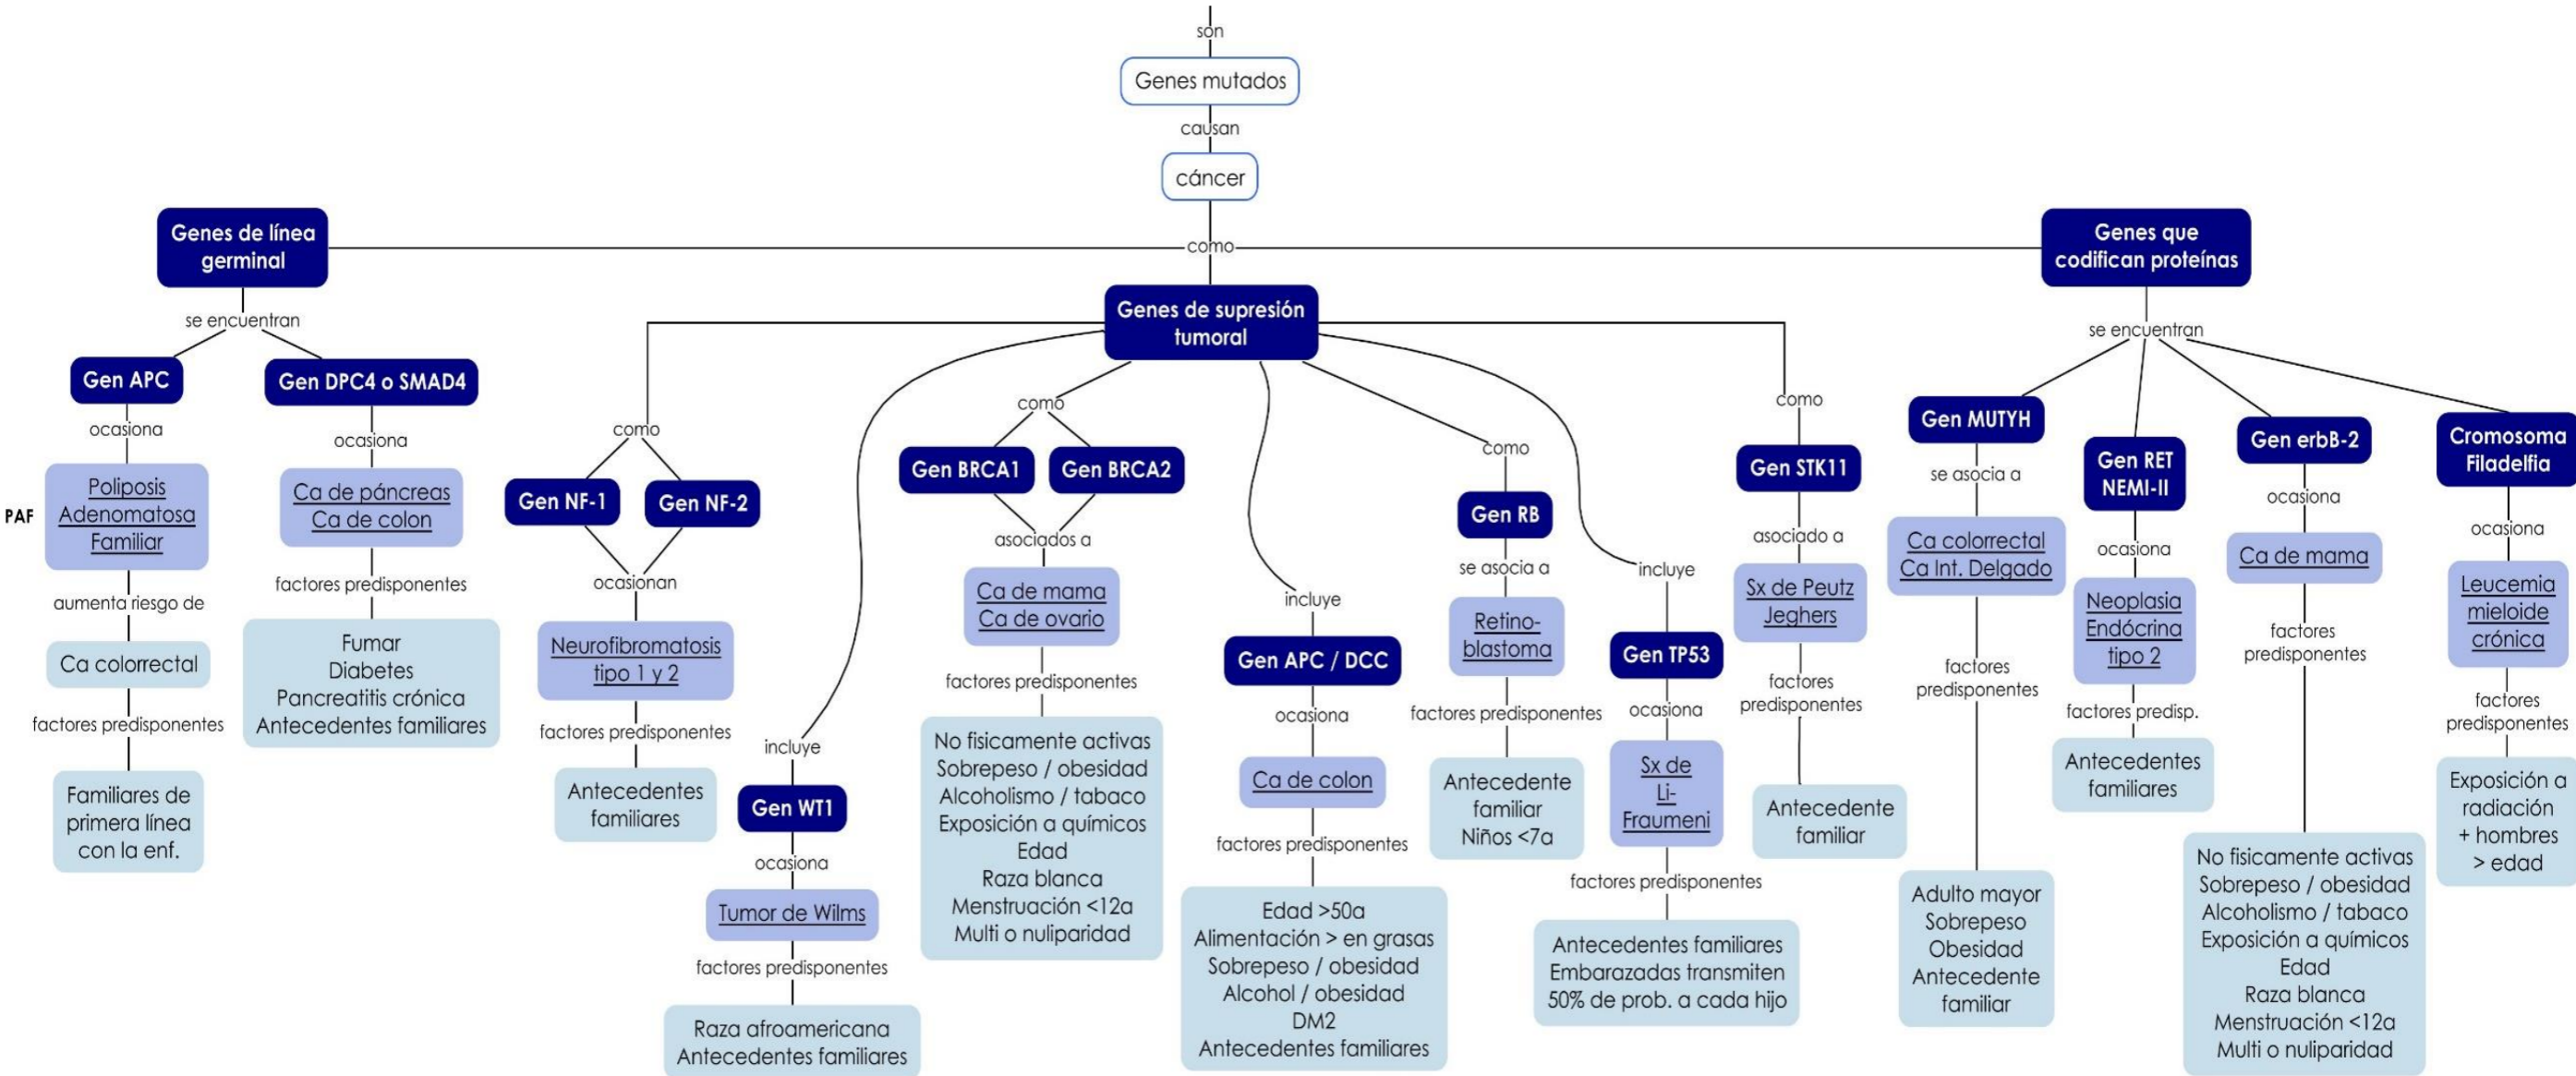 son
Genes mutados
causan
cáncer
como
Genes de línea
germinal
se encuentran
Gen APC
ocasiona
PAF
Poliposis
Adenomatosa
Familiar
aumenta riesgo de
Ca colorrectal
factores predisponentes
Familiares de
primera línea
con la enf.
Gen DPC4 o SMAD4
ocasiona
Ca de páncreas
Ca de colon
factores predisponentes
Fumar
Diabetes
Pancreatitis crónica
Antecedentes familiares
Genes de supresión
tumoral
como
Gen NF-1
Gen NF-2
ocasionan
Neurofibromatosis
tipo 1 y 2
factores predisponentes
Antecedentes
familiares
incluye
Gen WT1
ocasiona
Tumor de Wilms
factores predisponentes
Raza afroamericana
Antecedentes familiares
como
Gen BRCA1
Gen BRCA2
asociados a
Ca de mama
Ca de ovario
factores predisponentes
No fisicamente activas
Sobrepeso / obesidad
Alcoholismo / tabaco
Exposición a químicos
Edad
Raza blanca
Menstruación <12a
Multi o nuliparidad
incluye
Gen APC / DCC
ocasiona
Ca de colon
factores predisponentes
Edad >50a
Alimentación > en grasas
Sobrepeso / obesidad
Alcohol / obesidad
DM2
Antecedentes familiares
como
Gen RB
se asocia a
Retino-
blastoma
factores predisponentes
Antecedente
familiar
Niños <7a
incluye
Gen TP53
ocasiona
Sx de
Li-
Fraumeni
factores predisponentes
Antecedentes familiares
Embarazadas transmiten
50% de prob. a cada hijo
como
Gen STK11
asociado a
Sx de Peutz
Jeghers
factores
predisponentes
Antecedente
familiar
Genes que
codifican proteínas
se encuentran
Gen MUTYH
se asocia a
Ca colorrectal
Ca Int. Delgado
factores
predisponentes
Adulto mayor
Sobrepeso
Obesidad
Antecedente
familiar
Gen RET
NEMI-II
ocasiona
Neoplasia
Endócrina
tipo 2
factores predisp.
Antecedentes
familiares
Gen erbB-2
ocasiona
Ca de mama
factores
predisponentes
No fisicamente activas
Sobrepeso / obesidad
Alcoholismo / tabaco
Exposición a químicos
Edad
Raza blanca
Menstruación <12a
Multi o nuliparidad
Cromosoma
Filadelfia
ocasiona
Leucemia
mieloide
crónica
factores
predisponentes
Exposición a
radiación
+ hombres
> edad